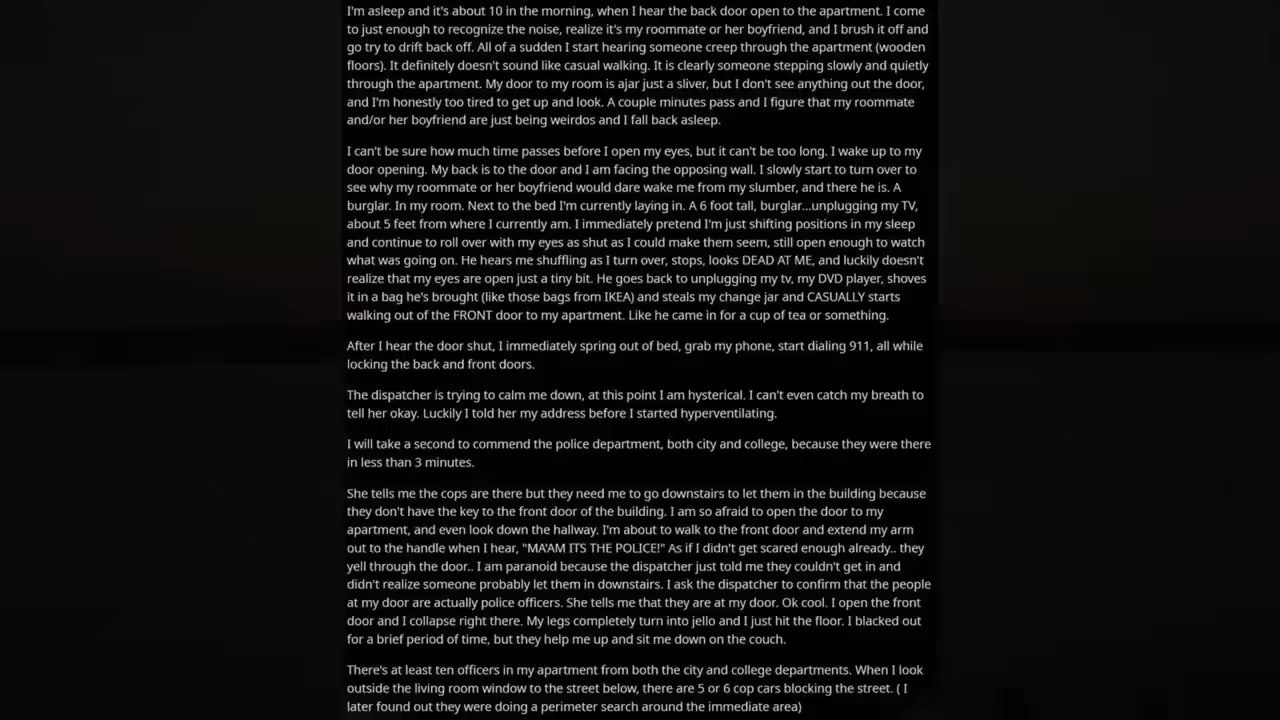 I'm asleep and it's about 10 in the morning, when I hear the back door open to the apartment. I come
to just enough to recognize the noise, realize it's my roommate or her boyfriend, and I brush it off and
go try to drift back off. All of a sudden I start hearing someone creep through the apartment (wooden
floors). It definitely doesn't sound like casual walking. It is clearly someone stepping slowly and quietly
through the apartment. My door to my room is ajar just a sliver, but I don't see anything out the door,
and I'm honestly too tired to get up and look. A couple minutes pass and I figure that my roommate
and/or her boyfriend are just being weirdos and I fall back asleep.
I can't be sure how much time passes before I open my eyes, but it can't be too long. I wake up to my
door opening. My back is to the door and I am facing the opposing wall. I slowly start to turn over to
see why my roommate or her boyfriend would dare wake me from my slumber, and there he is. A
burglar. In my room. Next to the bed I'm currently laying in. A 6 foot tall, burglar...unplugging my TV,
about 5 feet from where I currently am. I immediately pretend I'm just shifting positions in my sleep
and continue to roll over with my eyes as shut as I could make them seem, still open enough to watch
what was going on. He hears me shuffling as I turn over, stops, looks DEAD AT ME, and luckily doesn't
realize that my eyes are open just a tiny bit. He goes back to unplugging my tv, my DVD player, shoves
it in a bag he's brought (like those bags from IKEA) and steals my change jar and CASUALLY starts
walking out of the FRONT door to my apartment. Like he came in for a cup of tea or something.
After I hear the door shut, I immediately spring out of bed, grab my phone, start dialing 911, all while
locking the back and front doors.
The dispatcher is trying to calm me down, at this point I am hysterical. I can't even catch my breath to
tell her okay. Luckily I told her my address before I started hyperventilating.
I will take a second to commend the police department, both city and college, because they were there
in less than 3 minutes.
She tells me the cops are there but they need me to go downstairs to let them in the building because
they don't have the key to the front door of the building. I am so afraid to open the door to my
apartment, and even look down the hallway. I'm about to walk to the front door and extend my arm
out to the handle when I hear, "MA'AM ITS THE POLICE!" As if I didn't get scared enough already.. they
yell through the door.. I am paranoid because the dispatcher just told me they couldn't get in and
didn't realize someone probably let them in downstairs. I ask the dispatcher to confirm that the people
at my door are actually police officers. She tells me that they are at my door. Ok cool. I open the front
door and I collapse right there. My legs completely turn into jello and I just hit the floor. I blacked out
for a brief period of time, but they help me up and sit me down on the couch.
There's at least ten officers in my apartment from both the city and college departments. When I look
outside the living room window to the street below, there are 5 or 6 cop cars blocking the street. ( I
later found out they were doing a perimeter search around the immediate area)